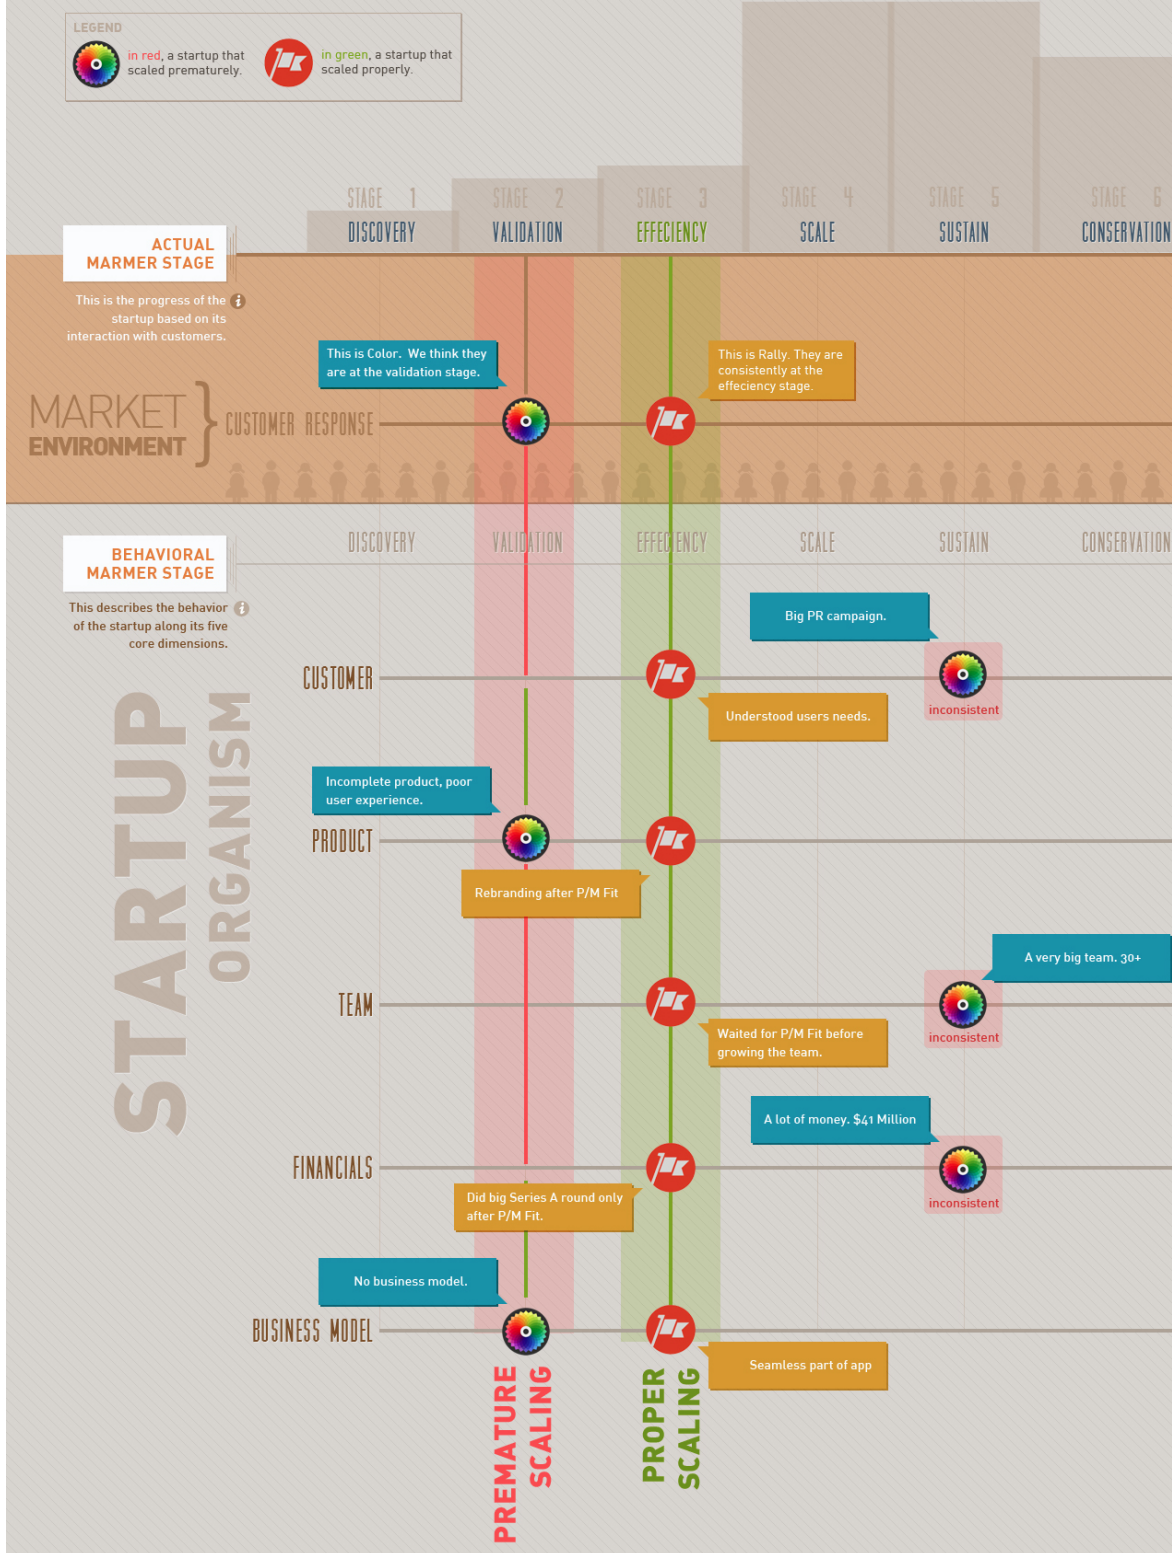 LEGEND
in red, a startup that
scaled prematurely.
in green, a startup that
scaled properly.
STAGE 1
STAGE 2
STAGE 3
STAGE 4
STAGE 5
STAGE 6
DISCOVERY
VALIDATION
EFFECIENCY
SCALE
SUSTAIN
CONSERVATION
ACTUAL
MARMER STAGE
This is the progress of the
startup based on its
interaction with customers.
This is Color. We think they
are at the validation stage.
This is Rally. They are
consistently at the
effeciency stage.
MARKET
ENVIRONMENT
CUSTOMER RESPONSE
BEHAVIORAL
MARMER STAGE
DISCOVERY
VALIDATION
EFFECIENCY
SCALE
SUSTAIN
CONSERVATION
This describes the behavior
of the startup along its five
core dimensions.
STARTUP
ORGANISM
Big PR campaign.
CUSTOMER
inconsistent
Understood users needs.
Incomplete product, poor
user experience.
PRODUCT
Rebranding after P/M Fit
A very big team. 30+
TEAM
Waited for P/M Fit before
growing the team.
inconsistent
A lot of money. $41 Million
FINANCIALS
Did big Series A round only
after P/M Fit.
inconsistent
No business model.
BUSINESS MODEL
Seamless part of app
PREMATURE
SCALING
PROPER
SCALING